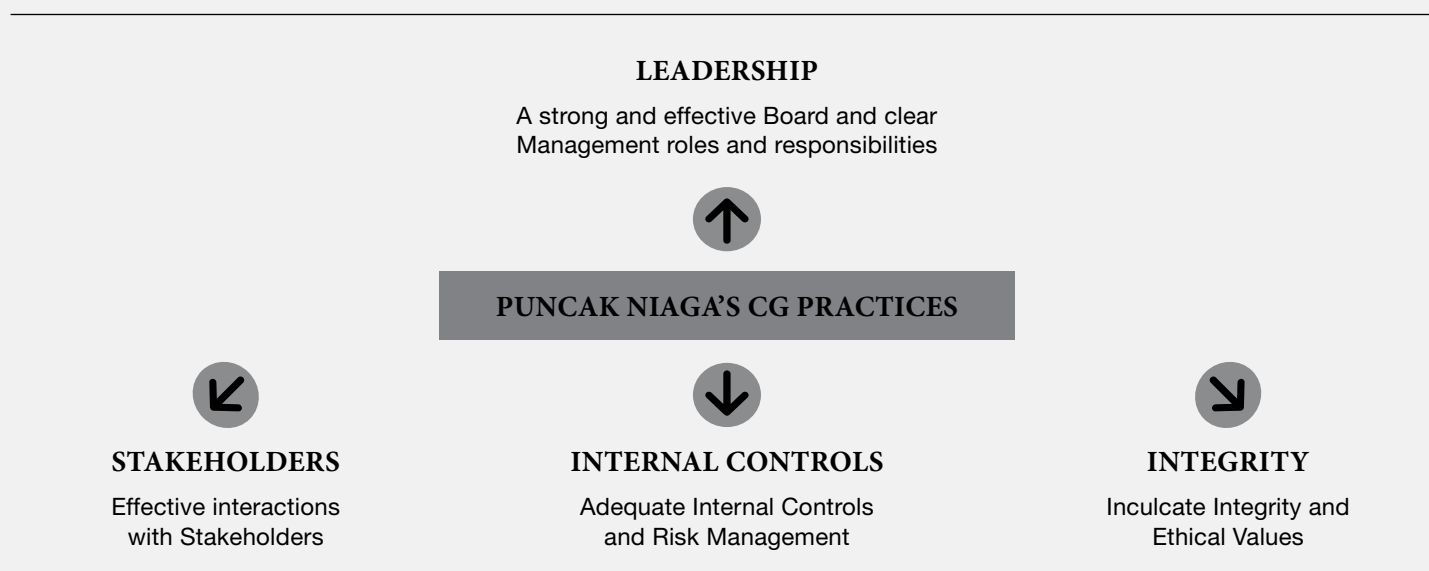 LEADERSHIP
A strong and effective Board and clear
Management roles and responsibilities
PUNCAK NIAGA’S CG PRACTICES
STAKEHOLDERS
Effective interactions
with Stakeholders
INTERNAL CONTROLS
Adequate Internal Controls
and Risk Management
INTEGRITY
Inculcate Integrity and
Ethical Values